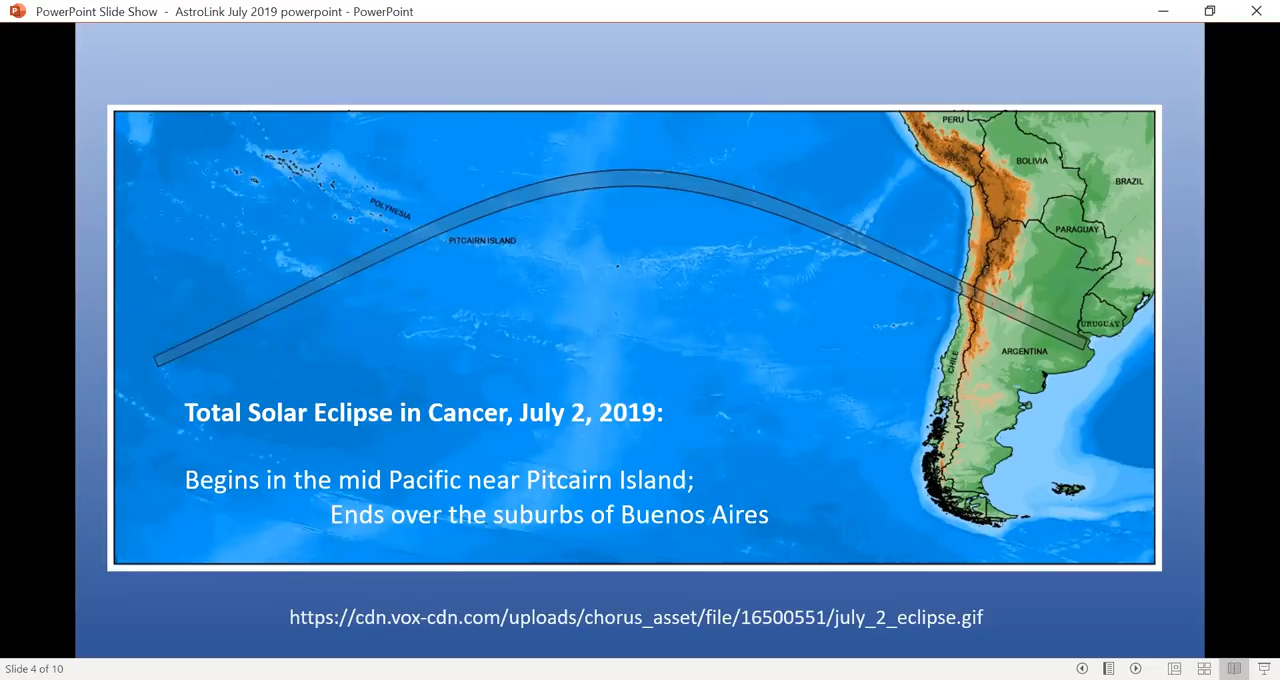 PowerPoint Slide Show - AstroLink July 2019 powerpoint - PowerPoint
PERU
BOLIVIA
BRAZIL
POLYNESIA
PARAGUAY
PITCAIRN ISLAND
URUGUAY
CHILE
ARGENTINA
Total Solar Eclipse in Cancer, July 2, 2019:
Begins in the mid Pacific near Pitcairn Island;
Ends over the suburbs of Buenos Aires
https://cdn.vox-cdn.com/uploads/chorus_asset/file/16500551/july_2_eclipse.gif
Slide 4 of 10